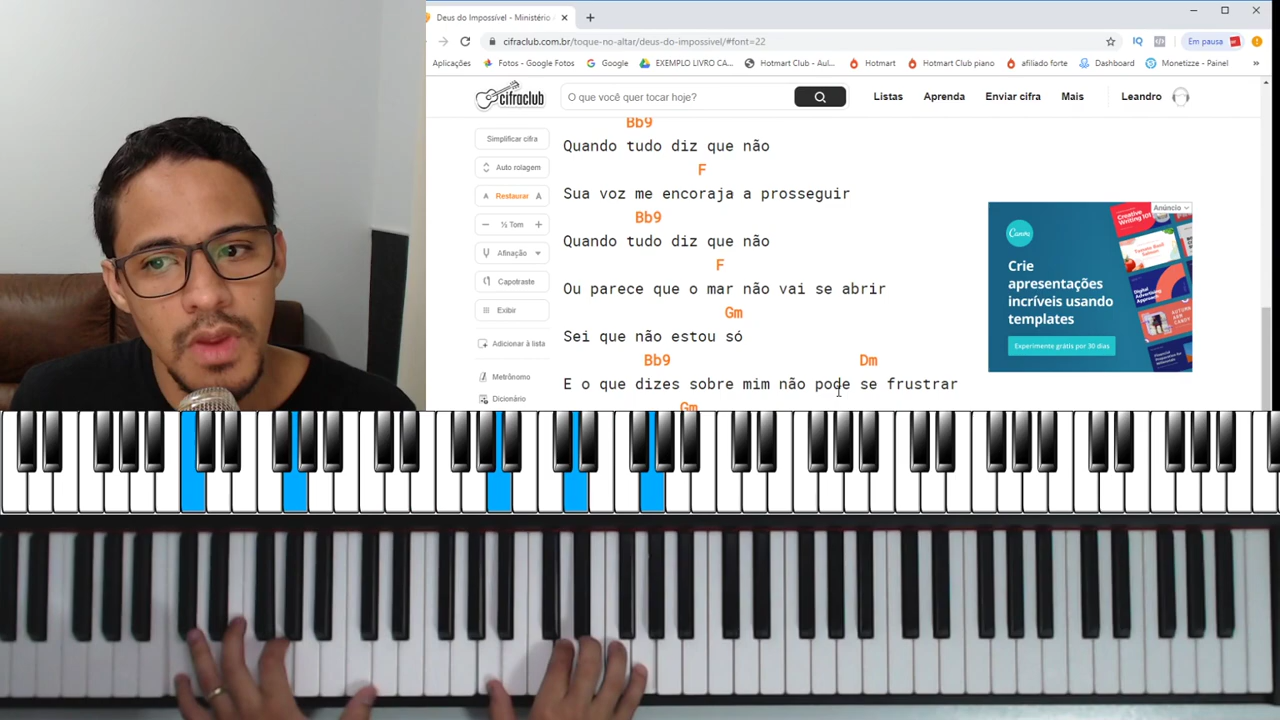 Deus do Impossível - Ministério
cifraclub.com.br/toque-no-altar/deus-do-impossivel/#font=22
IQ
Em pausa
Aplicações
Fotos - Google Fotos
Google
EXEMPLO LIVRO CA...
Hotmart Club - Aul...
Hotmart
Hotmart Club piano
afiliado forte
Dashboard
Monetizze - Painel
»
cifraclub
O que você quer tocar hoje?
Listas
Aprenda
Enviar cifra
Mais
Leandro
Simplificar cifra
Auto rolagem
A Restaurar A
− ½ Tom +
Afinação
Capotraste
Exibir
Adicionar à lista
Metrônomo
Dicionário
Bb9
Quando tudo diz que não
F
Sua voz me encoraja a prosseguir
Bb9
Quando tudo diz que não
F
Ou parece que o mar não vai se abrir
Gm
Sei que não estou só
Bb9 Dm
E o que dizes sobre mim não pode se frustrar
Gm
Anúncio
Canva
Crie
apresentações
incríveis usando
templates
Experimente grátis por 30 dias